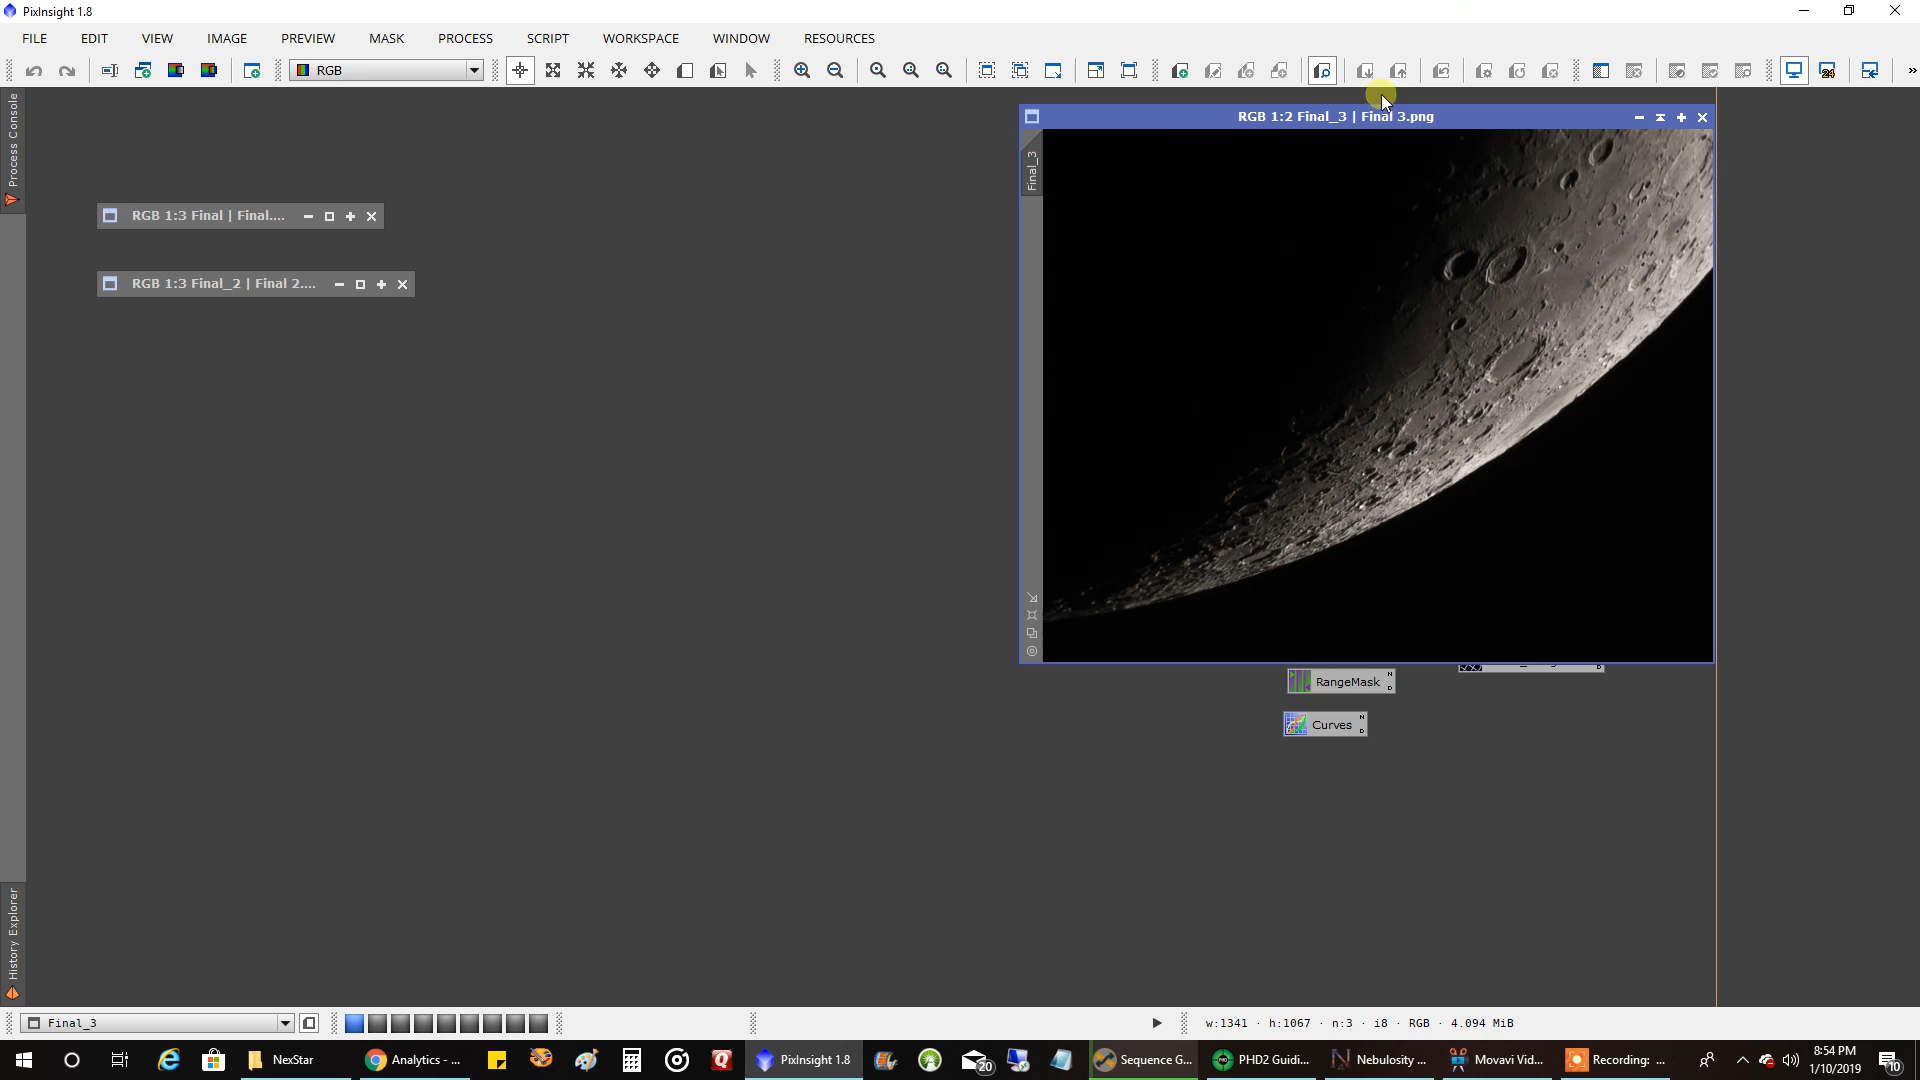 PixInsight 1.8
FILE EDIT VIEW IMAGE PREVIEW MASK PROCESS SCRIPT WORKSPACE WINDOW RESOURCES
RGB
24
Process Console
RGB 1:2 Final_3 | Final 3.png
Final_3
RGB 1:3 Final | Final....
RGB 1:3 Final_2 | Final 2....
RangeMask
N
D
Curves
N
D
History Explorer
Final_3
w:1341 · h:1067 · n:3 · i8 · RGB · 4.094 MiB
NexStar
Analytics - ...
PixInsight 1.8
20
Sequence G...
PHD2 Guidi...
Nebulosity ...
Movavi Vid...
Recording: ...
8:54 PM
1/10/2019
10